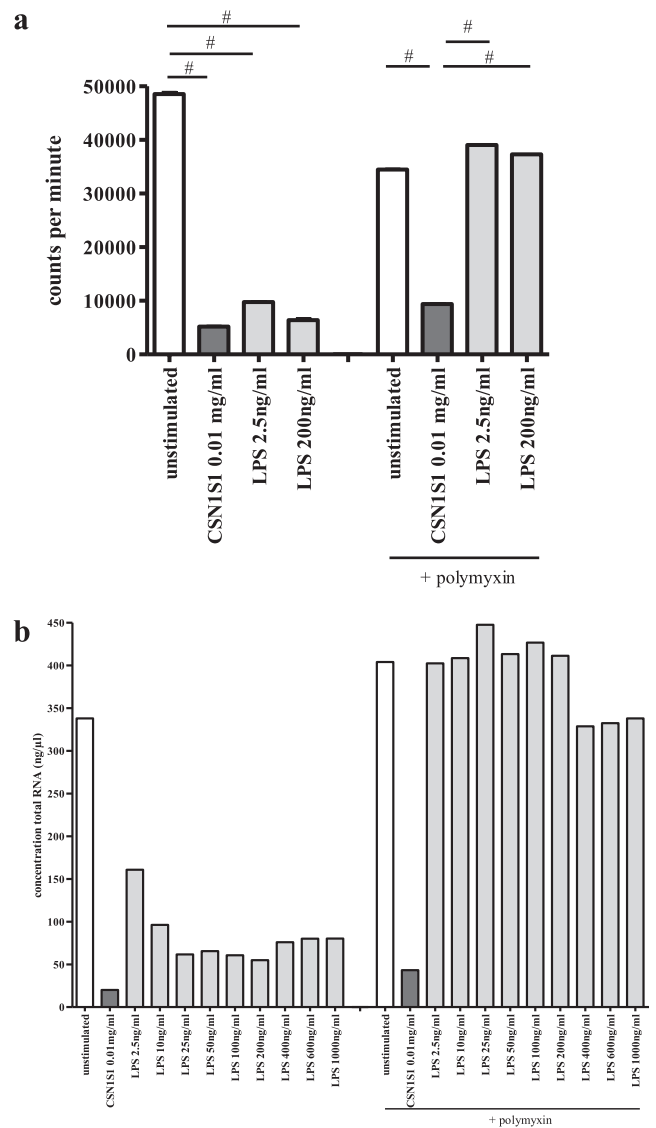 a
#
#
#
#
#
#
50000
40000
30000
20000
10000
0
counts per minute
unstimulated
CSN1S1 0.01 mg/ml
LPS 2.5ng/ml
LPS 200ng/ml
unstimulated
CSN1S1 0.01 mg/ml
LPS 2.5ng/ml
LPS 200ng/ml
+ polymyxin
b
450
400
350
300
250
200
150
100
50
0
concentration total RNA (ng/µl)
unstimulated
CSN1S1 0.01mg/ml
LPS 2.5ng/ml
LPS 10ng/ml
LPS 25ng/ml
LPS 50ng/ml
LPS 100ng/ml
LPS 200ng/ml
LPS 400ng/ml
LPS 600ng/ml
LPS 1000ng/ml
unstimulated
CSN1S1 0.01mg/ml
LPS 2.5ng/ml
LPS 10ng/ml
LPS 25ng/ml
LPS 50ng/ml
LPS 100ng/ml
LPS 200ng/ml
LPS 400ng/ml
LPS 600ng/ml
LPS 1000ng/ml
+ polymyxin